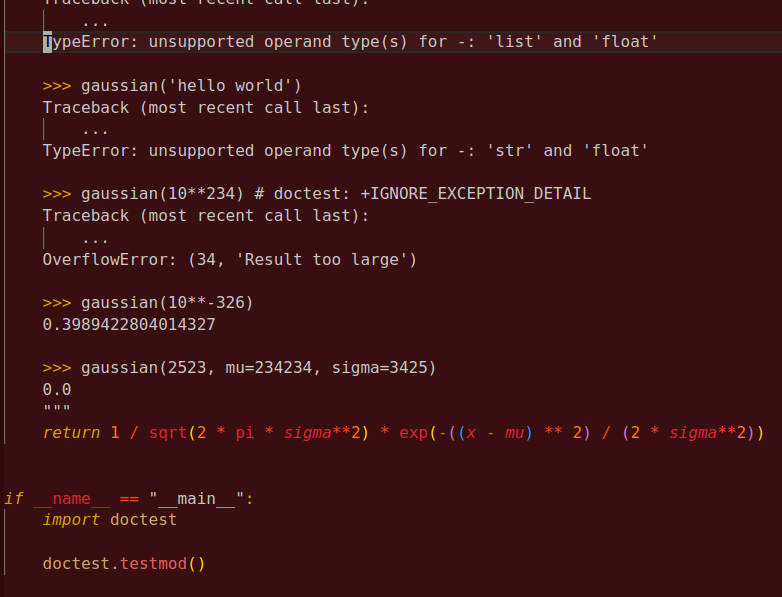 Traceback (most recent call last):
...
TypeError: unsupported operand type(s) for -: 'list' and 'float'
>>> gaussian('hello world')
Traceback (most recent call last):
...
TypeError: unsupported operand type(s) for -: 'str' and 'float'
>>> gaussian(10**234) # doctest: +IGNORE_EXCEPTION_DETAIL
Traceback (most recent call last):
...
OverflowError: (34, 'Result too large')
>>> gaussian(10**-326)
0.3989422804014327
>>> gaussian(2523, mu=234234, sigma=3425)
0.0
"""
return 1 / sqrt(2 * pi * sigma**2) * exp(-((x - mu) ** 2) / (2 * sigma**2))
if __name__ == "__main__":
import doctest
doctest.testmod()